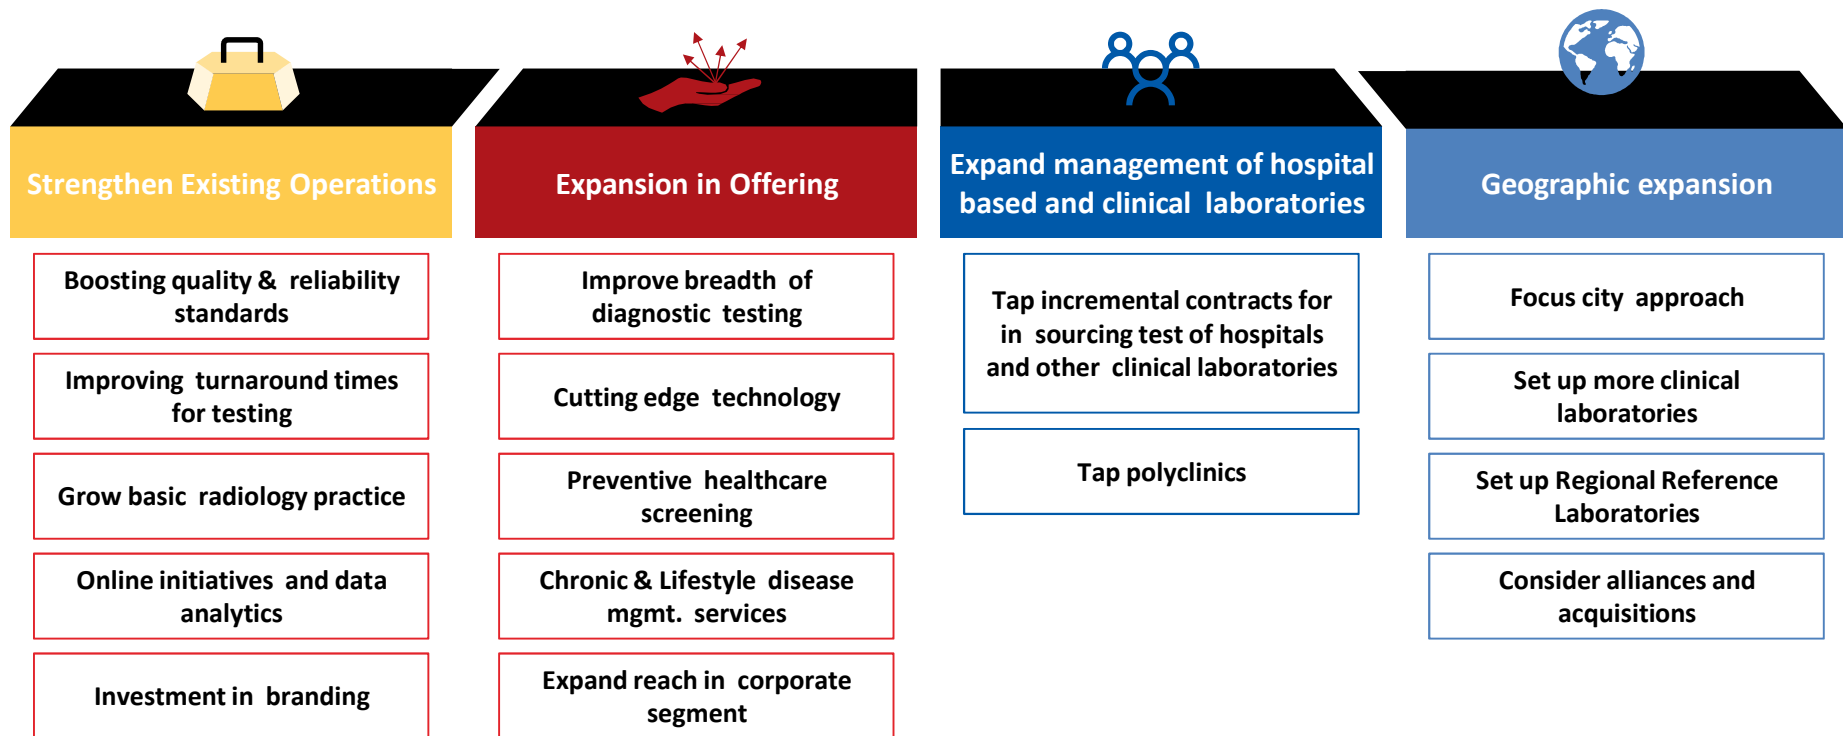 Strengthen Existing Operations
Boosting quality & reliability
standards
Improving turnaround times
for testing
Grow basic radiology practice
Online initiatives and data
analytics
Investment in branding
Expansion in Offering
Improve breadth of
diagnostic testing
Cutting edge technology
Preventive healthcare
screening
Chronic & Lifestyle disease
mgmt. services
Expand reach in corporate
segment
Expand management of hospital
based and clinical laboratories
Tap incremental contracts for
in sourcing test of hospitals
and other clinical laboratories
Tap polyclinics
Geographic expansion
Focus city approach
Set up more clinical
laboratories
Set up Regional Reference
Laboratories
Consider alliances and
acquisitions